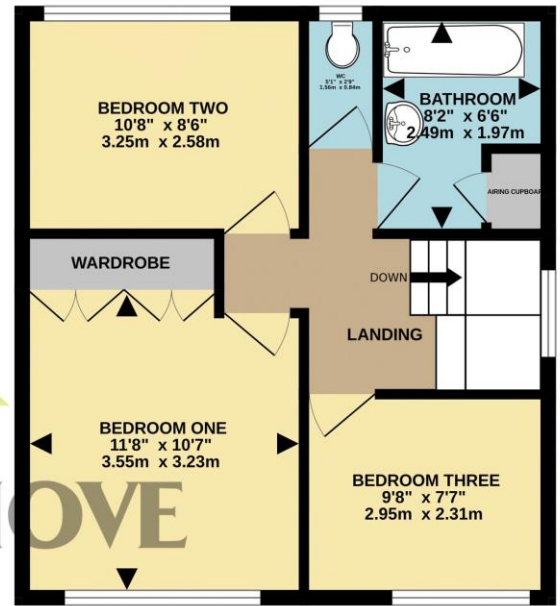 BEDROOM TWO
10'8" x 8'6"
3.25m x 2.58m
WC
5'1" x 2'9"
1.56m x 0.84m
BATHROOM
8'2" x 6'6"
2.49m x 1.97m
AIRING CUPBOAR
WARDROBE
DOWN
LANDING
BEDROOM ONE
11'8" x 10'7"
3.55m x 3.23m
BEDROOM THREE
9'8" x 7'7"
2.95m x 2.31m
OVE